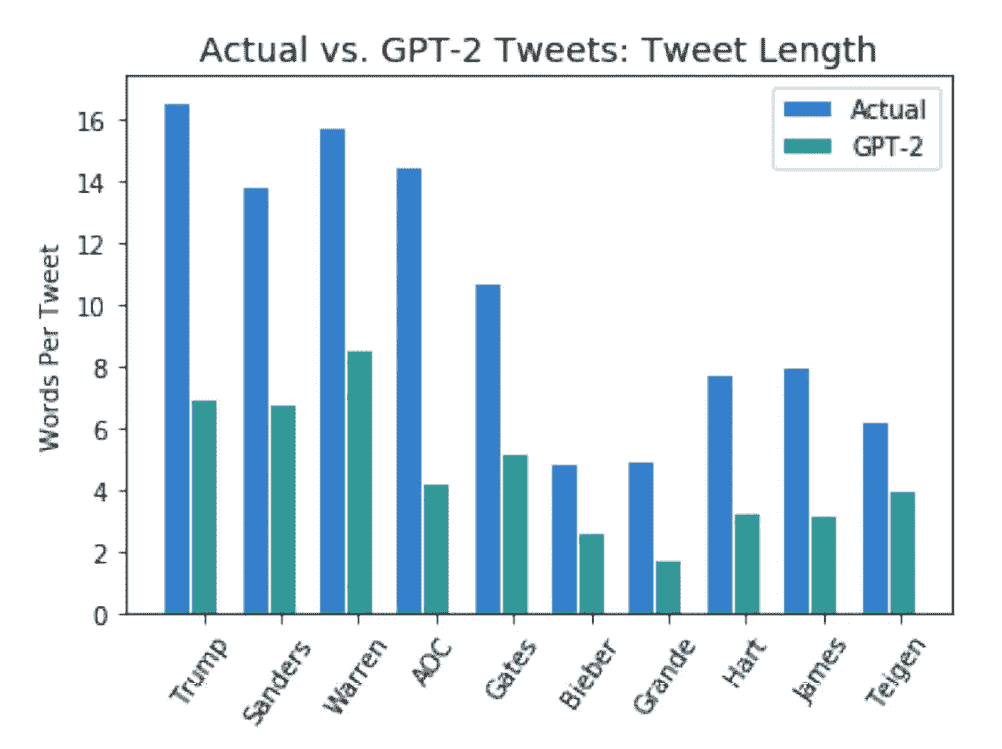 Actual vs. GPT-2 Tweets: Tweet Length
Actual
GPT-2
Words Per Tweet
16
14
12
10
8
6
4
2
0
Trump
Sanders
Warren
AOC
Gates
Bieber
Grande
Hart
James
Teigen